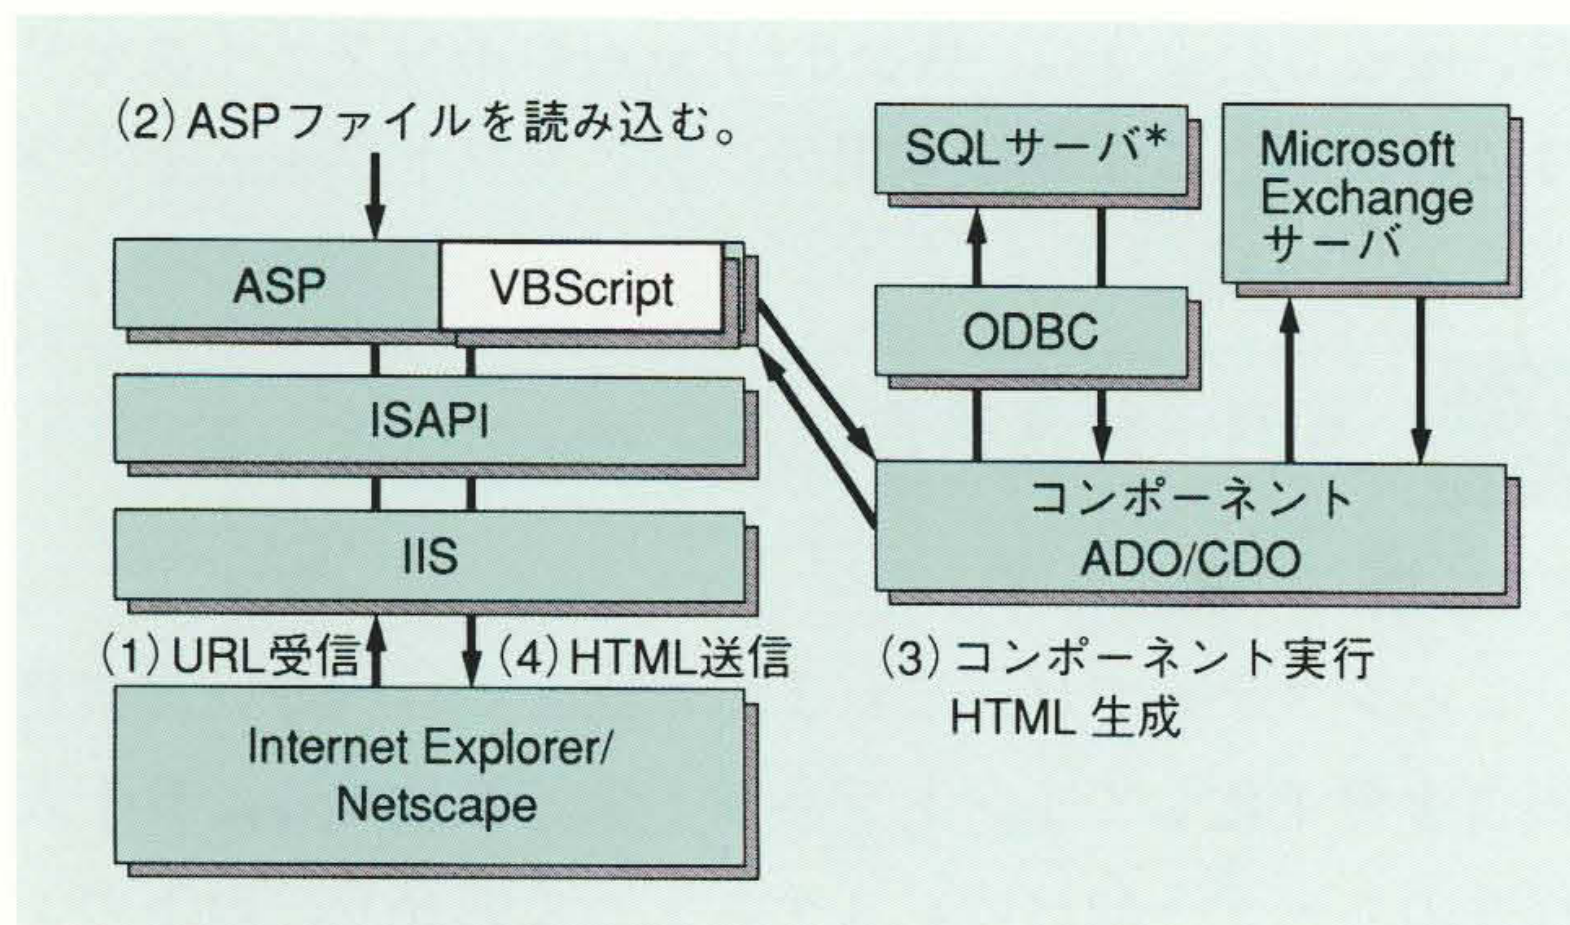 (2)ASPファイルを読み込む。
ASP
VBScript
ISAPI
IIS
(1)URL受信
(4)HTML送信
Internet Explorer/
Netscape
SQLサーバ*
Microsoft
Exchange
サーバ
ODBC
コンポーネント
ADO/CDO
(3)コンポーネント実行
HTML 生成